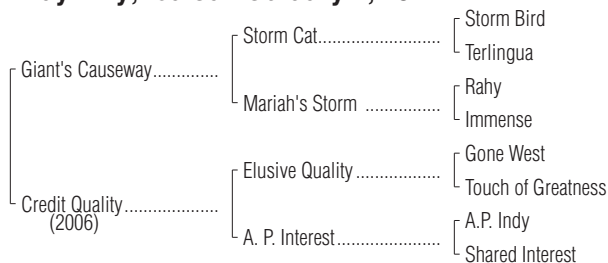 Storm Bird
Storm Cat
Terlingua
Giant's Causeway
Rahy
Mariah's Storm
Immense
Gone West
Elusive Quality
Touch of Greatness
Credit Quality
(2006)
A.P. Indy
A. P. Interest
Shared Interest